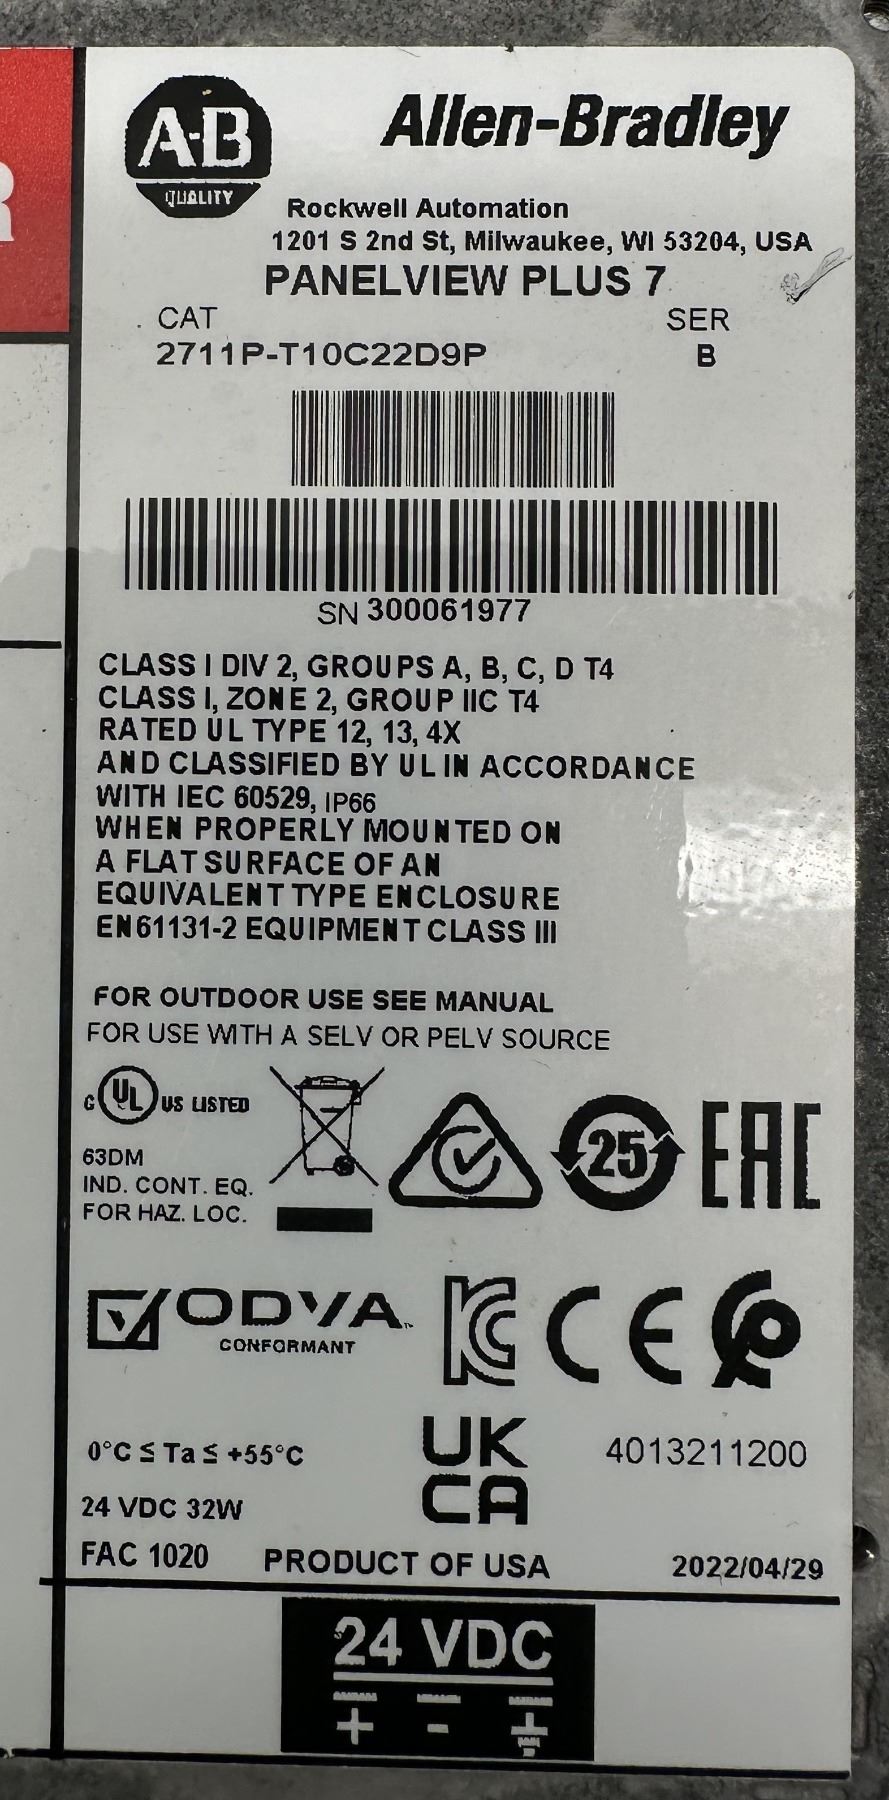 R
A-B
QUALITY
Allen-Bradley
Rockwell Automation
1201 S 2nd St, Milwaukee, WI 53204, USA
PANELVIEW PLUS 7
CAT SER
2711P-T10C22D9P B
SN 300061977
CLASS I DIV 2, GROUPS A, B, C, D T4
CLASS I, ZONE 2, GROUP IIC T4
RATED UL TYPE 12, 13, 4X
AND CLASSIFIED BY UL IN ACCORDANCE
WITH IEC 60529, IP66
WHEN PROPERLY MOUNTED ON
A FLAT SURFACE OF AN
EQUIVALENT TYPE ENCLOSURE
EN61131-2 EQUIPMENT CLASS III
FOR OUTDOOR USE SEE MANUAL
FOR USE WITH A SELV OR PELV SOURCE
C UL US LISTED
25
EAC
63DM
IND. CONT. EQ.
FOR HAZ. LOC.
ODVA
CONFORMANT
KC CE
0°C ≤ Ta ≤ +55°C
UK
CA
4013211200
24 VDC 32W
FAC 1020 PRODUCT OF USA 2022/04/29
24 VDC
+ -